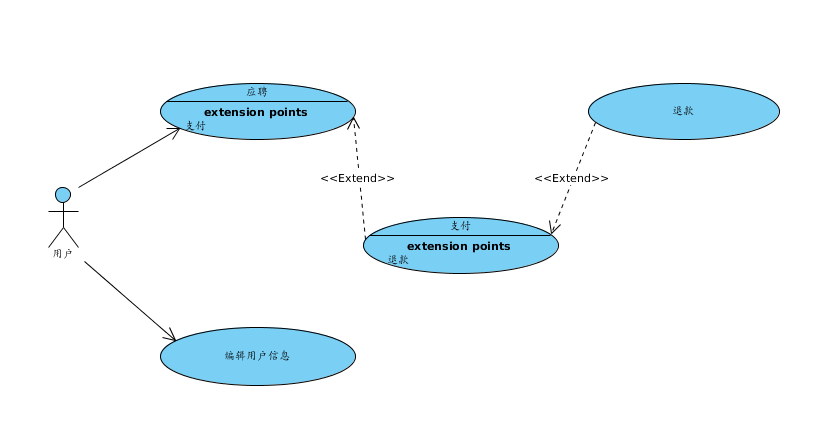 应聘
extension points
支付
退款
<<Extend>>
<<Extend>>
支付
extension points
退款
用户
编辑用户信息